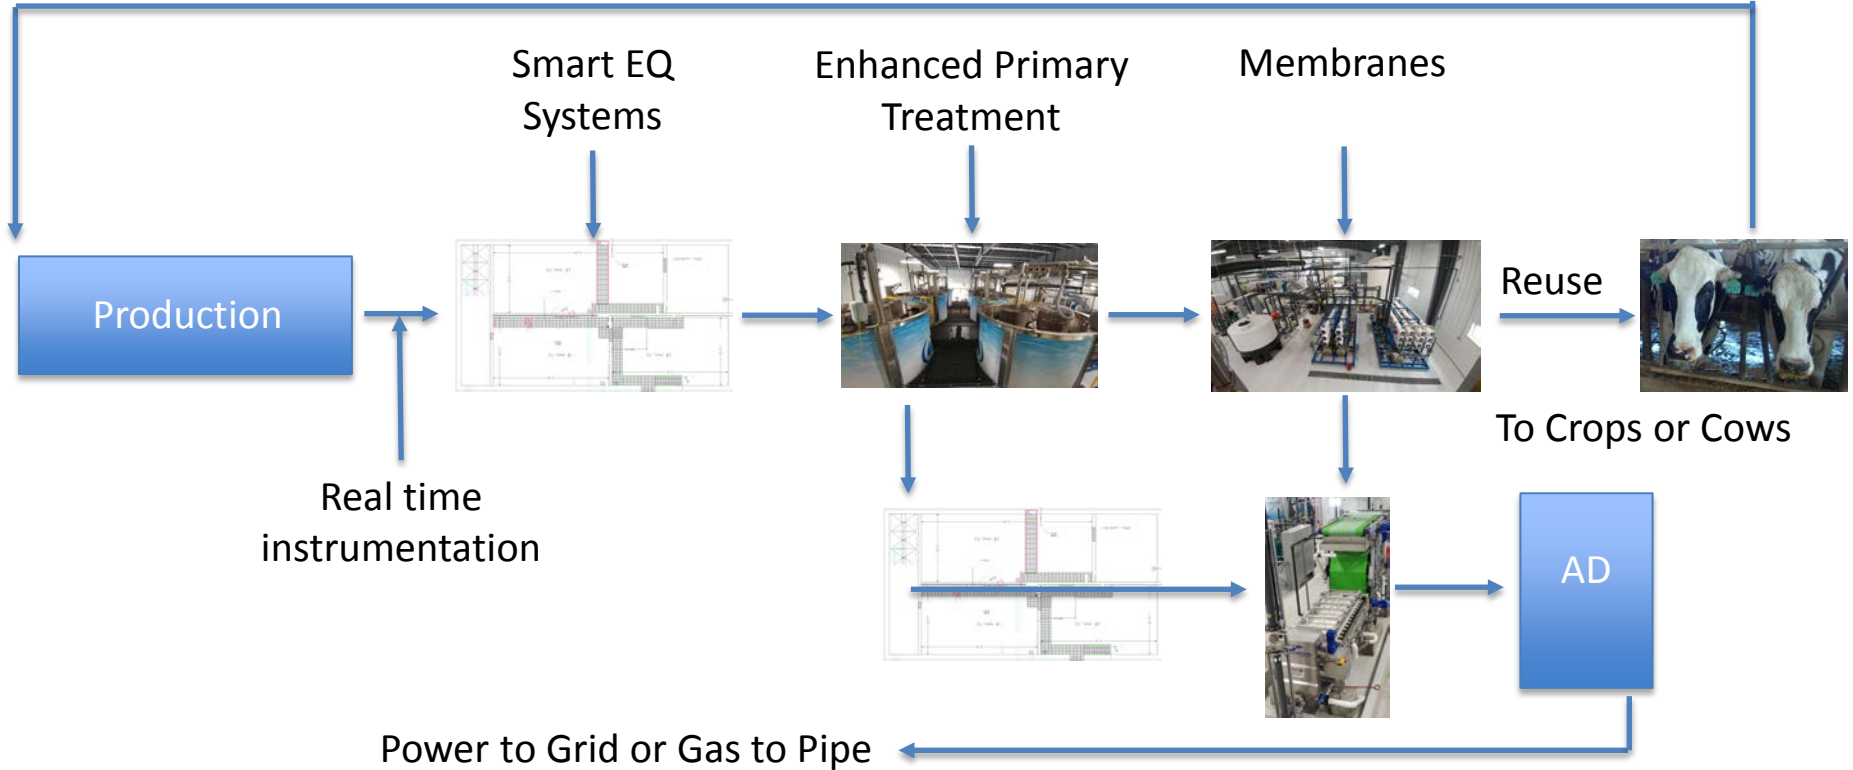 Smart EQ
Systems
Enhanced Primary
Treatment
Membranes
Production
Reuse
To Crops or Cows
Real time
instrumentation
AD
Power to Grid or Gas to Pipe